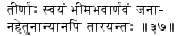 तीर्णाः स्वयं भीमभवार्णवं जना-
नहेतुनान्यानपि तारयन्तः ॥३७॥